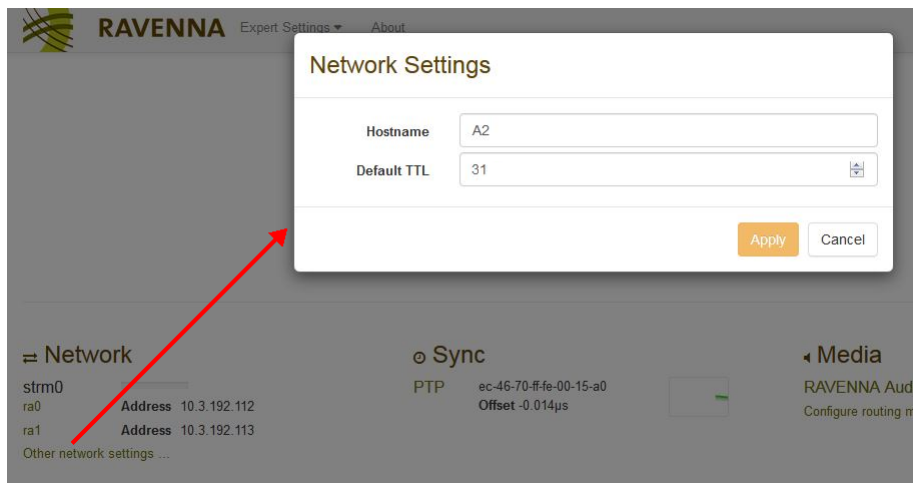 RAVENNA Expert Settings About
Network Settings
Hostname A2
Default TTL 31
Apply Cancel
Network Sync Media
strm0 PTP ec-46-70-ff-fe-00-15-a0 RAVENNA Aud
ra0 Address 10.3.192.112 Offset -0.014µs Configure routing m
ra1 Address 10.3.192.113
Other network settings ...